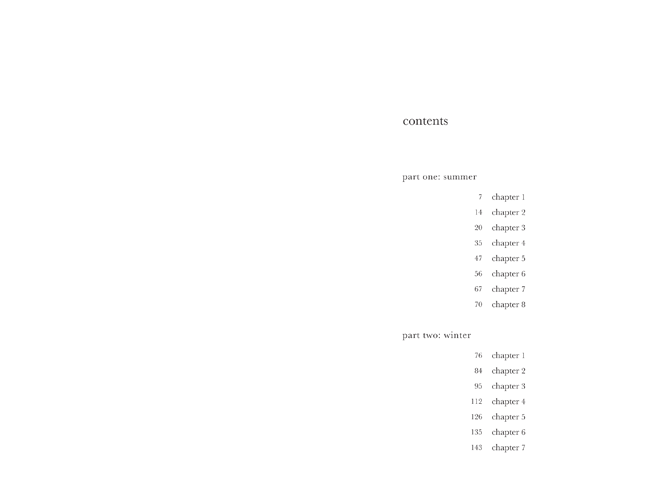 contents
part one: summer
7 chapter 1
14 chapter 2
20 chapter 3
35 chapter 4
47 chapter 5
56 chapter 6
67 chapter 7
70 chapter 8
part two: winter
76 chapter 1
84 chapter 2
95 chapter 3
112 chapter 4
126 chapter 5
135 chapter 6
143 chapter 7